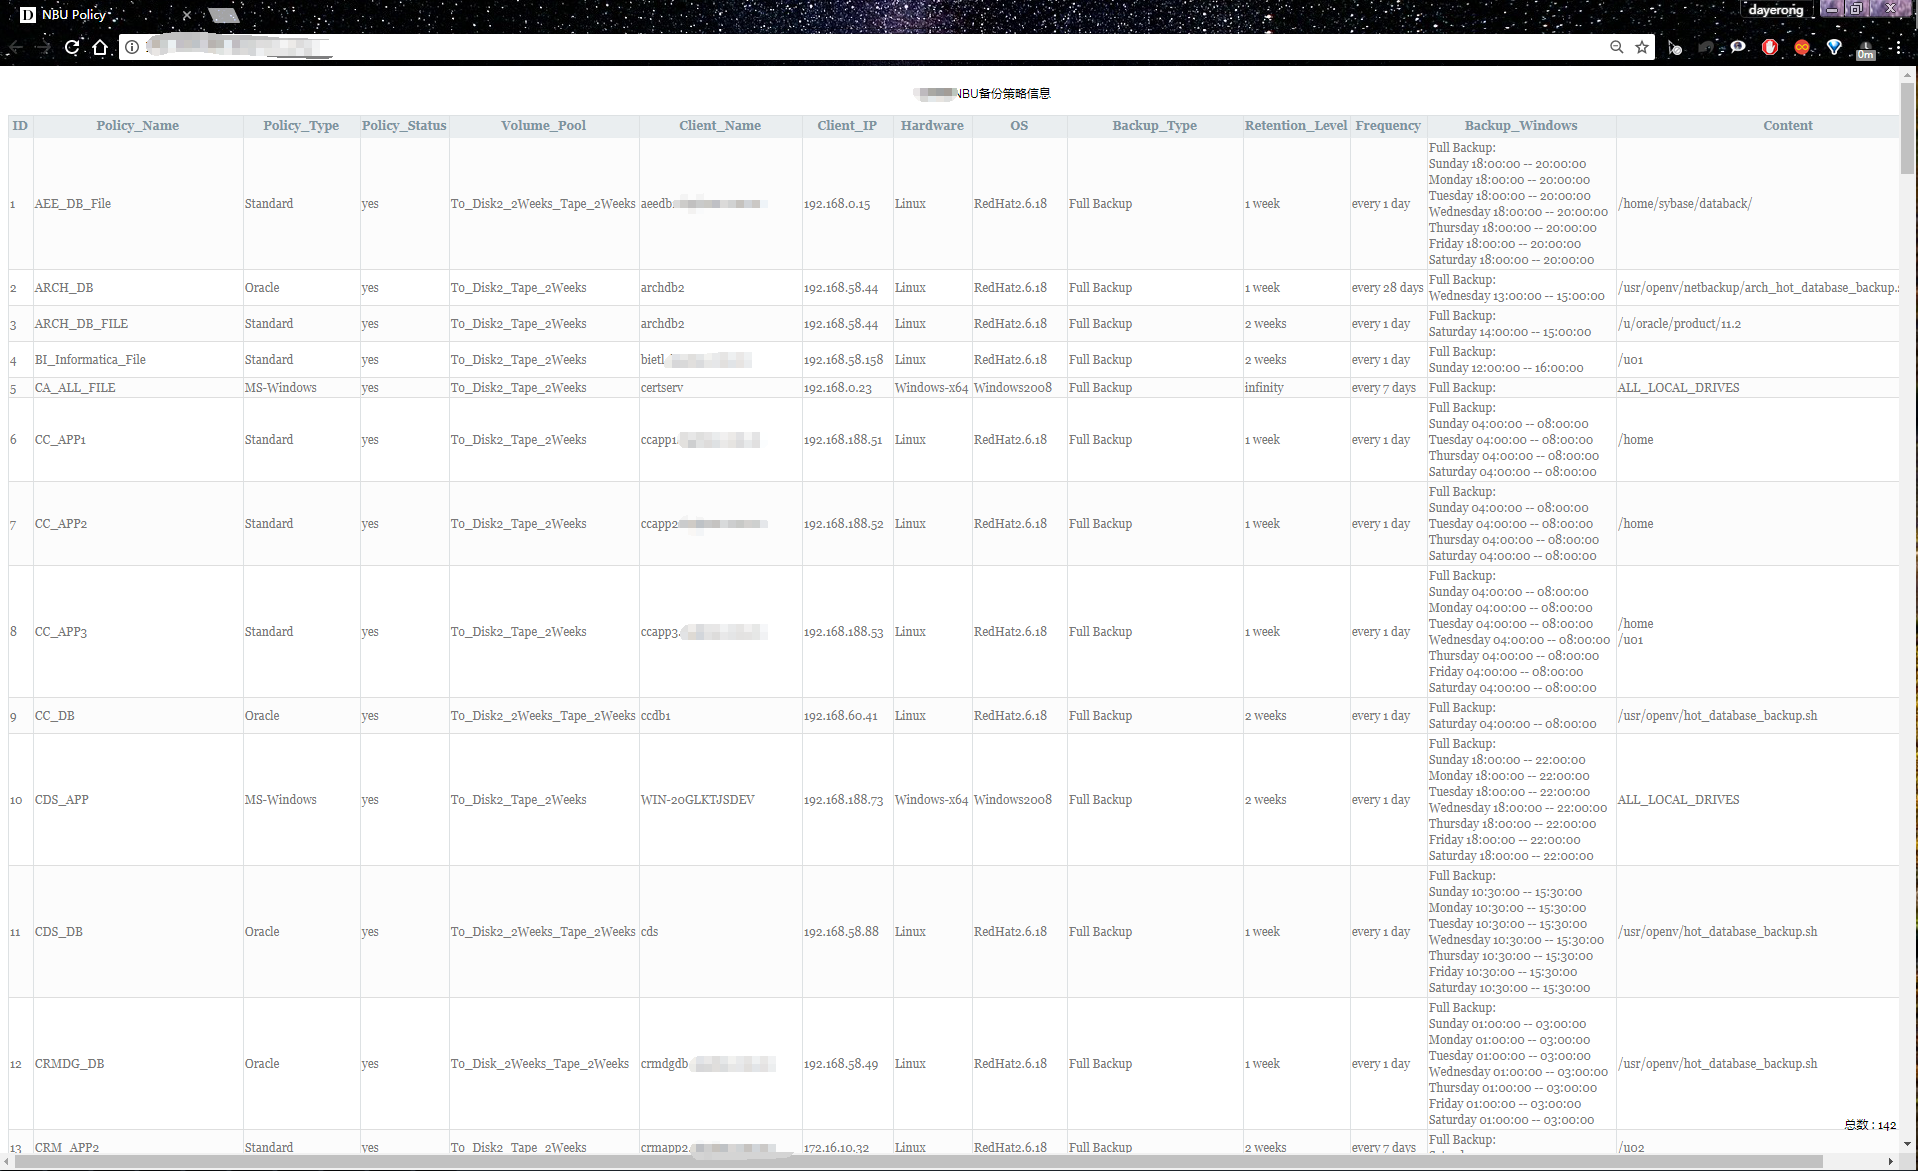 NBU Policy
dayerong
0m
NBU备份策略信息
ID Policy_Name Policy_Type Policy_Status Volume_Pool Client_Name Client_IP Hardware OS Backup_Type Retention_Level Frequency Backup_Windows Content
1 AEE_DB_File Standard yes To_Disk2_2Weeks_Tape_2Weeks aeedb 192.168.0.15 Linux RedHat2.6.18 Full Backup 1 week every 1 day Full Backup:
Sunday 18:00:00 -- 20:00:00
Monday 18:00:00 -- 20:00:00
Tuesday 18:00:00 -- 20:00:00
Wednesday 18:00:00 -- 20:00:00
Thursday 18:00:00 -- 20:00:00
Friday 18:00:00 -- 20:00:00
Saturday 18:00:00 -- 20:00:00
/home/sybase/databack/
2 ARCH_DB Oracle yes To_Disk2_Tape_2Weeks archdb2 192.168.58.44 Linux RedHat2.6.18 Full Backup 1 week every 28 days Full Backup:
Wednesday 13:00:00 -- 15:00:00
/usr/openv/netbackup/arch_hot_database_backup.s
3 ARCH_DB_FILE Standard yes To_Disk2_Tape_2Weeks archdb2 192.168.58.44 Linux RedHat2.6.18 Full Backup 2 weeks every 1 day Full Backup:
Saturday 14:00:00 -- 15:00:00
/u/oracle/product/11.2
4 BI_Informatica_File Standard yes To_Disk2_Tape_2Weeks bietl 192.168.58.158 Linux RedHat2.6.18 Full Backup 2 weeks every 1 day Full Backup:
Sunday 12:00:00 -- 16:00:00
/u01
5 CA_ALL_FILE MS-Windows yes To_Disk2_Tape_2Weeks certserv 192.168.0.23 Windows-x64 Windows2008 Full Backup infinity every 7 days Full Backup: ALL_LOCAL_DRIVES
6 CC_APP1 Standard yes To_Disk2_Tape_2Weeks ccapp1 192.168.188.51 Linux RedHat2.6.18 Full Backup 1 week every 1 day Full Backup:
Sunday 04:00:00 -- 08:00:00
Tuesday 04:00:00 -- 08:00:00
Thursday 04:00:00 -- 08:00:00
Saturday 04:00:00 -- 08:00:00
/home
7 CC_APP2 Standard yes To_Disk2_Tape_2Weeks ccapp2 192.168.188.52 Linux RedHat2.6.18 Full Backup 1 week every 1 day Full Backup:
Sunday 04:00:00 -- 08:00:00
Tuesday 04:00:00 -- 08:00:00
Thursday 04:00:00 -- 08:00:00
Saturday 04:00:00 -- 08:00:00
/home
8 CC_APP3 Standard yes To_Disk2_Tape_2Weeks ccapp3. 192.168.188.53 Linux RedHat2.6.18 Full Backup 1 week every 1 day Full Backup:
Sunday 04:00:00 -- 08:00:00
Monday 04:00:00 -- 08:00:00
Tuesday 04:00:00 -- 08:00:00
Wednesday 04:00:00 -- 08:00:00
Thursday 04:00:00 -- 08:00:00
Friday 04:00:00 -- 08:00:00
Saturday 04:00:00 -- 08:00:00
/home
/u01
9 CC_DB Oracle yes To_Disk2_2Weeks_Tape_2Weeks ccdb1 192.168.60.41 Linux RedHat2.6.18 Full Backup 2 weeks every 1 day Full Backup:
Saturday 04:00:00 -- 08:00:00
/usr/openv/hot_database_backup.sh
10 CDS_APP MS-Windows yes To_Disk2_Tape_2Weeks WIN-20GLKTJSDEV 192.168.188.73 Windows-x64 Windows2008 Full Backup 2 weeks every 1 day Full Backup:
Sunday 18:00:00 -- 22:00:00
Monday 18:00:00 -- 22:00:00
Tuesday 18:00:00 -- 22:00:00
Wednesday 18:00:00 -- 22:00:00
Thursday 18:00:00 -- 22:00:00
Friday 18:00:00 -- 22:00:00
Saturday 18:00:00 -- 22:00:00
ALL_LOCAL_DRIVES
11 CDS_DB Oracle yes To_Disk2_2Weeks_Tape_2Weeks cds 192.168.58.88 Linux RedHat2.6.18 Full Backup 1 week every 1 day Full Backup:
Sunday 10:30:00 -- 15:30:00
Monday 10:30:00 -- 15:30:00
Tuesday 10:30:00 -- 15:30:00
Wednesday 10:30:00 -- 15:30:00
Thursday 10:30:00 -- 15:30:00
Friday 10:30:00 -- 15:30:00
Saturday 10:30:00 -- 15:30:00
/usr/openv/hot_database_backup.sh
12 CRMDG_DB Oracle yes To_Disk_2Weeks_Tape_2Weeks crmdgdb 192.168.58.49 Linux RedHat2.6.18 Full Backup 1 week every 1 day Full Backup:
Sunday 01:00:00 -- 03:00:00
Monday 01:00:00 -- 03:00:00
Tuesday 01:00:00 -- 03:00:00
Wednesday 01:00:00 -- 03:00:00
Thursday 01:00:00 -- 03:00:00
Friday 01:00:00 -- 03:00:00
Saturday 01:00:00 -- 03:00:00
/usr/openv/hot_database_backup.sh
总数 : 142
13 CRM_APP2 Standard yes To_Disk2_Tape_2Weeks crmapp2. 172.16.10.32 Linux RedHat2.6.18 Full Backup 2 weeks every 7 days Full Backup: /u02